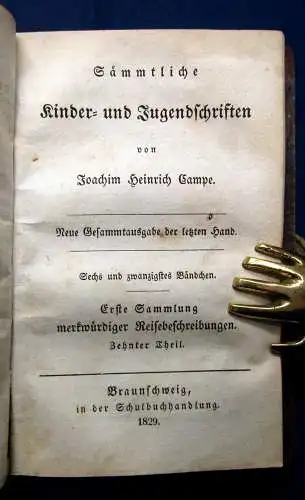 Sämmtliche
Kinder- und Jugendschriften
von
Joachim Heinrich Campe.
Neue Gesammtausgabe der letzten Hand.
Sechs und zwanzigstes Bändchen.
Erste Sammlung
merkwürdiger Reisebeschreibungen.
Zehnter Theil.
Braunschweig,
in der Schulbuchhandlung.
1829.